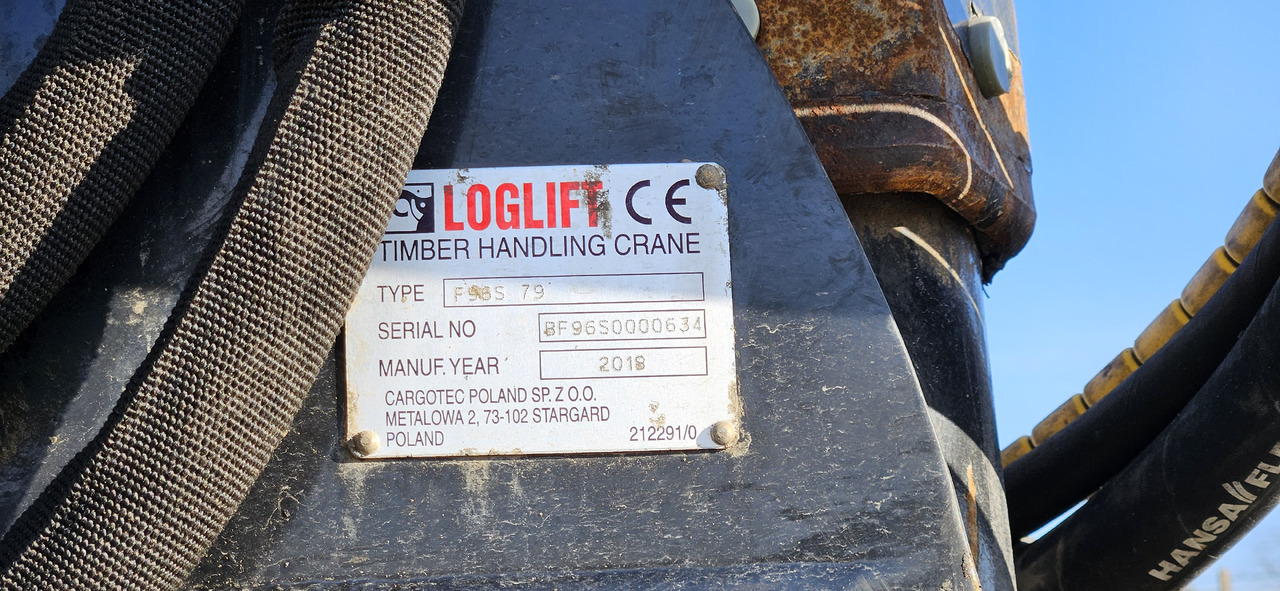 LOGLIFT CE
TIMBER HANDLING CRANE
TYPE F96S 79
SERIAL NO BF96S0000634
MANUF. YEAR 2018
CARGOTEC POLAND SP. Z O.O.
METALOWA 2, 73-102 STARGARD
POLAND 212291/0
HANSA